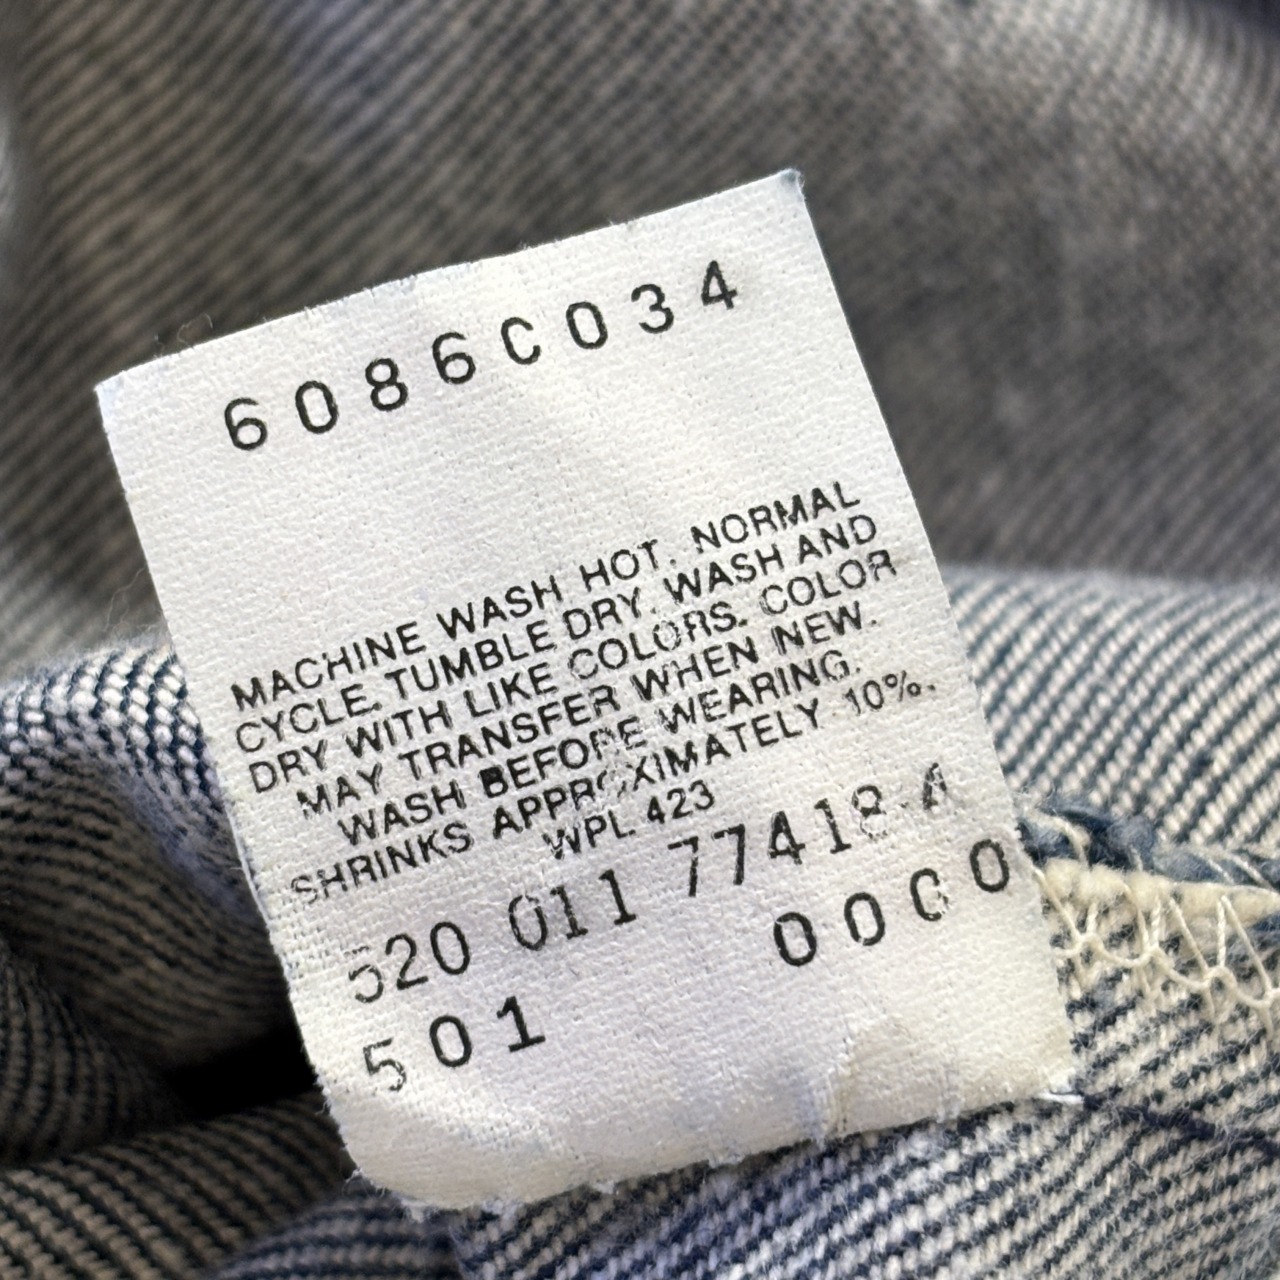 6086C034
MACHINE WASH HOT. NORMAL
CYCLE. TUMBLE DRY. WASH AND
DRY WITH LIKE COLORS. COLOR
MAY TRANSFER WHEN NEW.
WASH BEFORE WEARING.
SHRINKS APPROXIMATELY 10%.
WPL 423
520 011 77418 A
0000
501